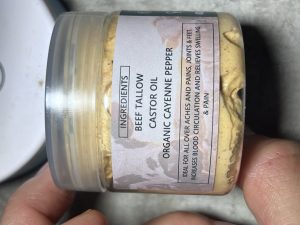 INGREDIENTS
BEEF TALLOW
CASTOR OIL
ORGANIC CAYENNE PEPPER
IDEAL FOR ALL OVER ACHES AND PAINS, JOINTS & FEET.
INCREASES BLOOD CIRCULATION AND RELIEVES SWELLING
& PAIN